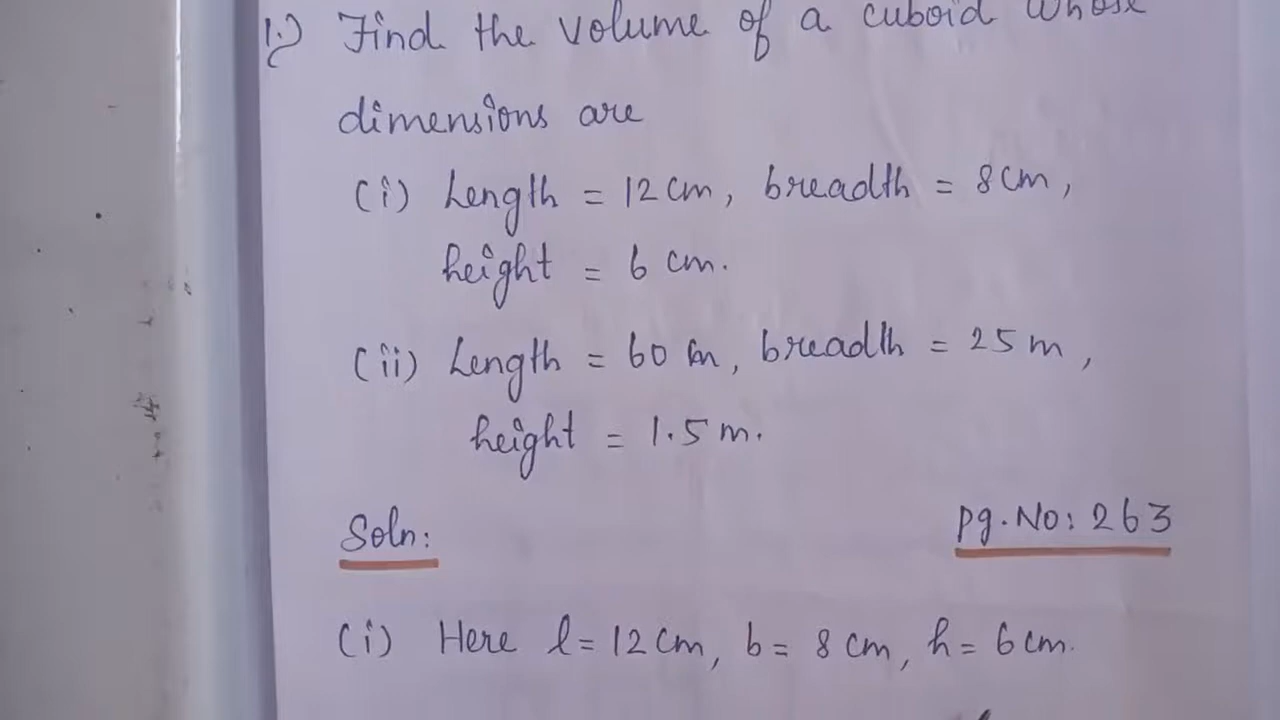 1.) Find the volume of a cuboid whose
dimensions are
(i) Length = 12 cm, breadth = 8 cm,
height = 6 cm.
(ii) Length = 60 m, breadth = 25 m,
height = 1.5 m.
Soln:
Pg. No: 263
(i) Here l = 12 cm, b = 8 cm, h = 6 cm.